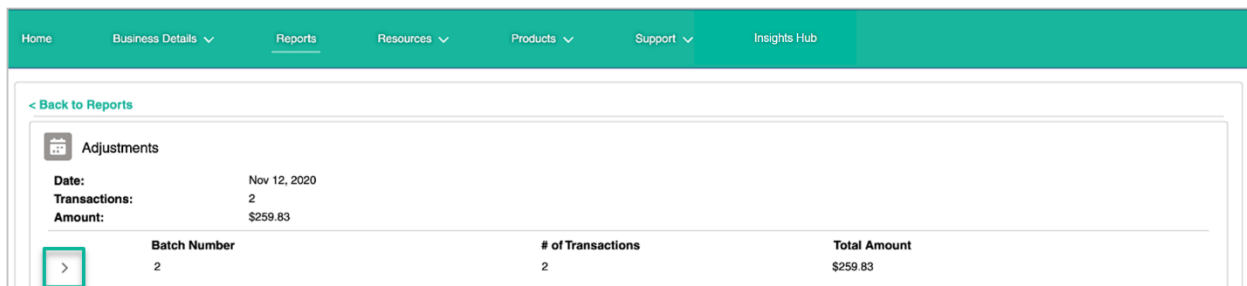 Home Business Details Reports Resources Products Support Insights Hub
< Back to Reports
Adjustments
Date: Nov 12, 2020
Transactions: 2
Amount: $259.83
Batch Number # of Transactions Total Amount
2 2 $259.83